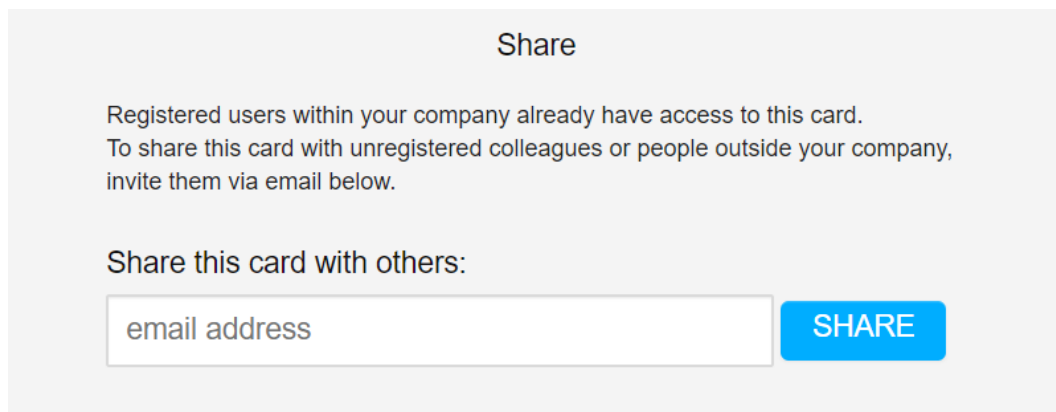 Share
Registered users within your company already have access to this card.
To share this card with unregistered colleagues or people outside your company,
invite them via email below.
Share this card with others:
email address
SHARE